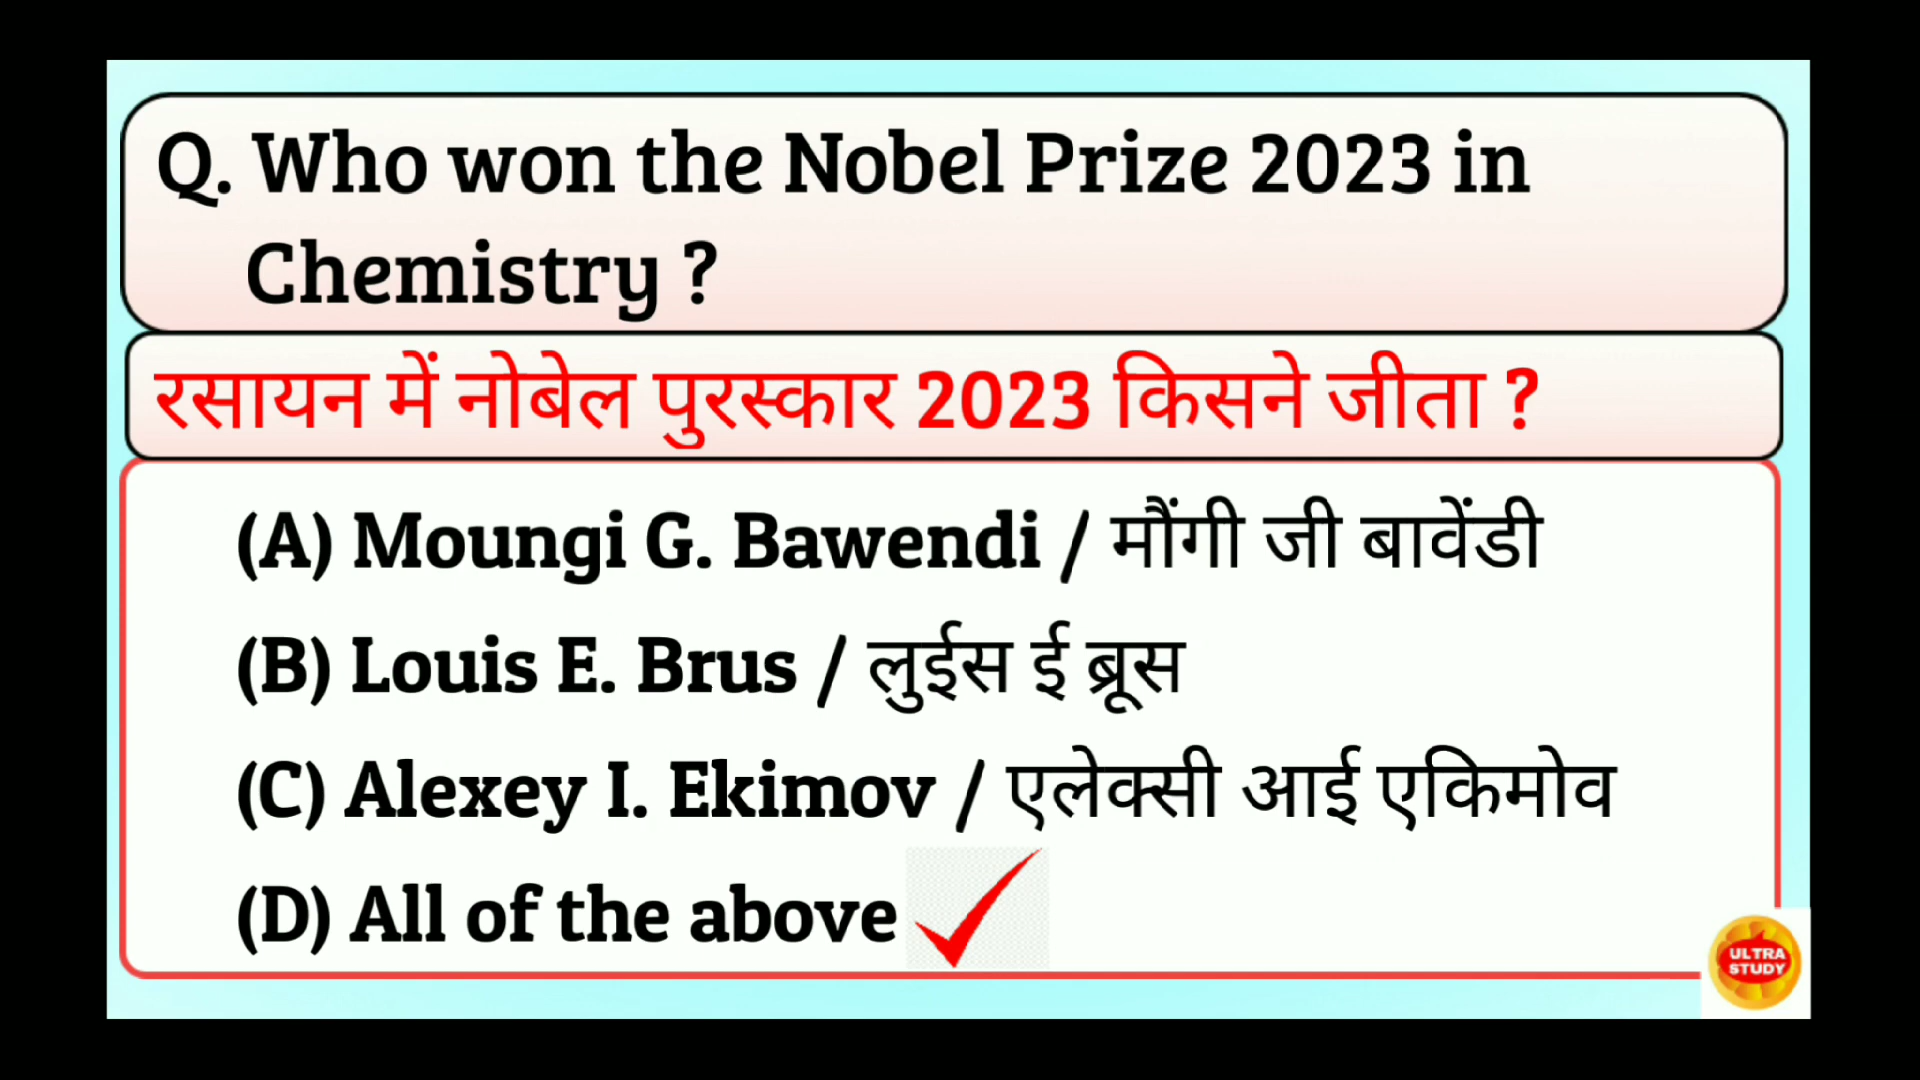 Q. Who won the Nobel Prize 2023 in
Chemistry ?
रसायन में नोबेल पुरस्कार 2023 किसने जीता ?
(A) Moungi G. Bawendi / मौंगी जी बावेंडी
(B) Louis E. Brus / लुईस ई ब्रूस
(C) Alexey I. Ekimov / एलेक्सी आई एकिमोव
(D) All of the above
ULTRA
STUDY